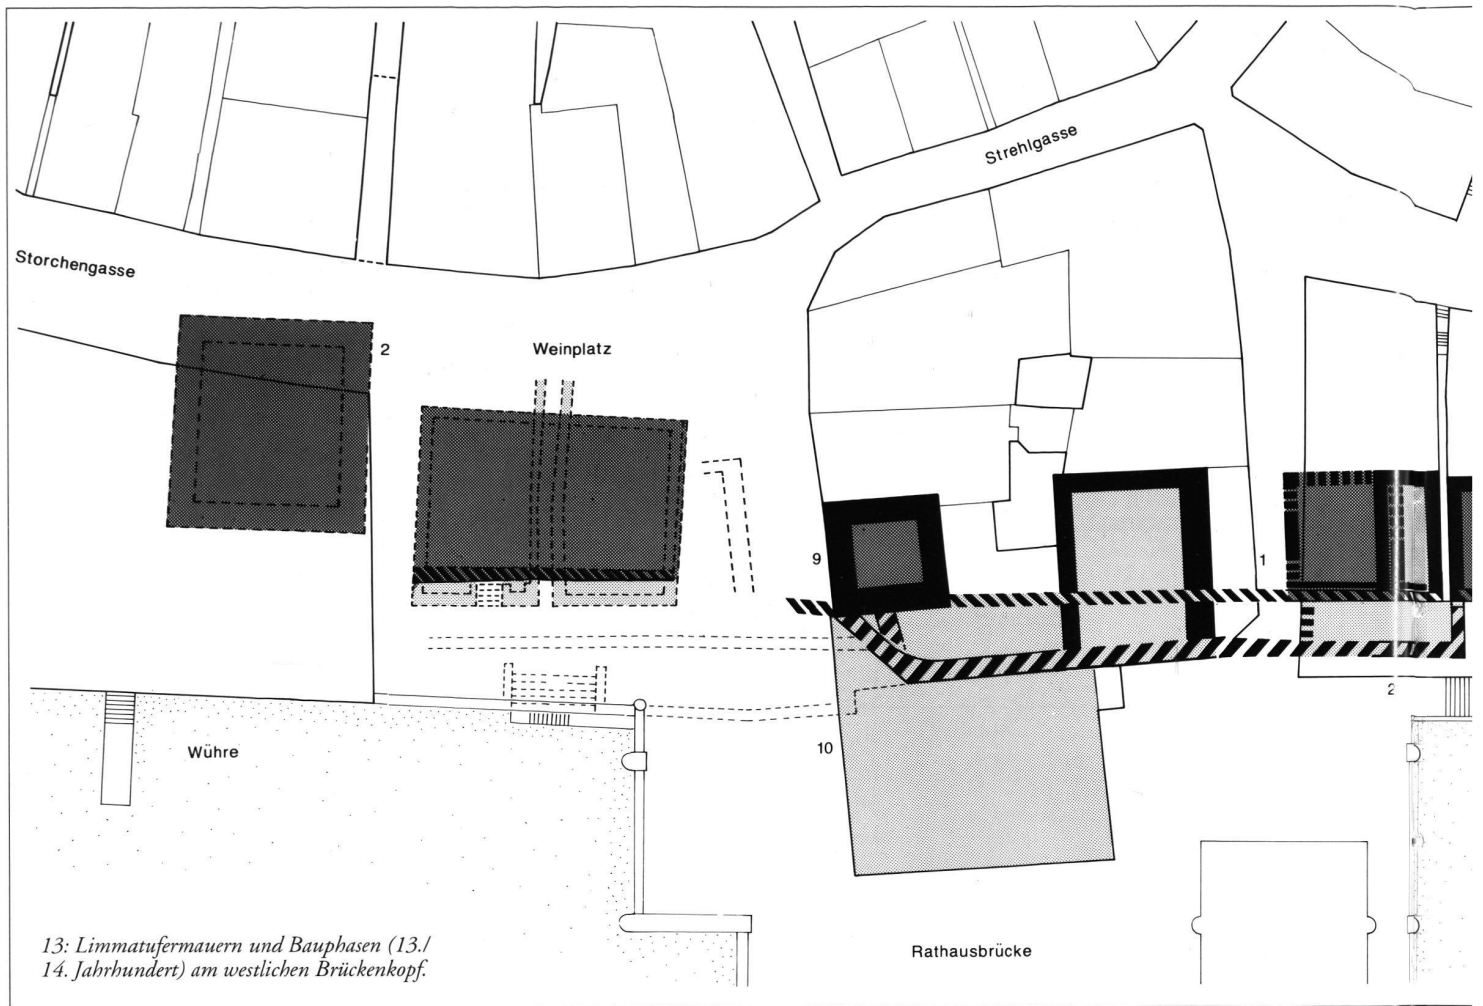 Strehlgasse
Storchengasse
2
Weinplatz
9
1
2
10
Wühre
Rathausbrücke
13: Limmatufermauern und Bauphasen (13./
14. Jahrhundert) am westlichen Brückenkopf.